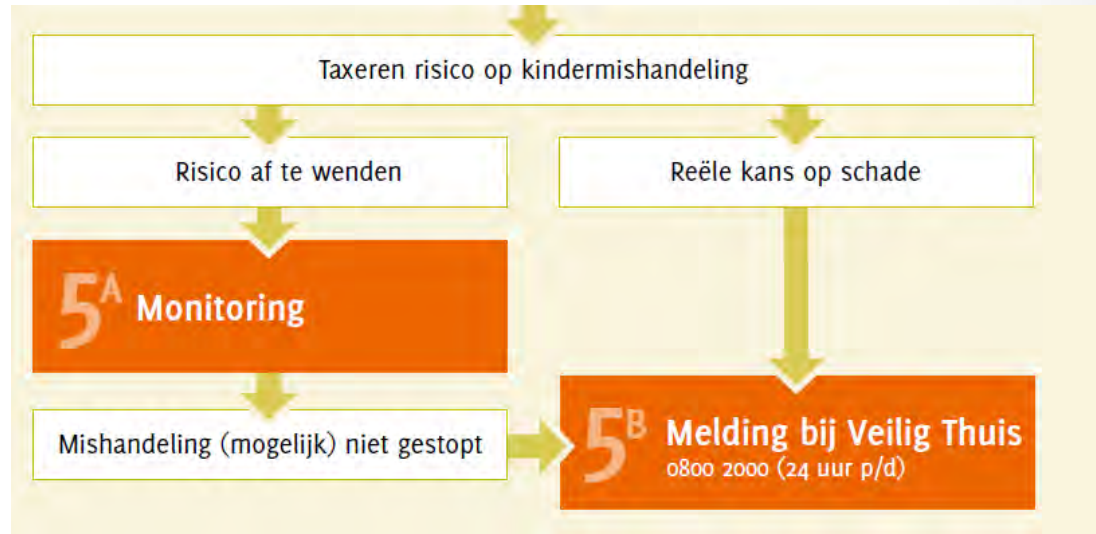 Taxeren risico op kindermishandeling
Risico af te wenden
Reële kans op schade
5A Monitoring
Mishandeling (mogelijk) niet gestopt
5B Melding bij Veilig Thuis
0800 2000 (24 uur p/d)